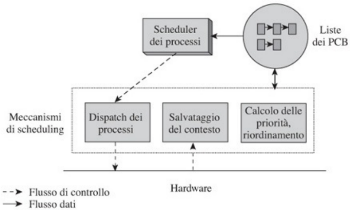 Scheduler
dei processi
Liste
dei PCB
Meccanismi
di scheduling
Dispatch dei
processi
Salvataggio
del contesto
Calcolo delle
priorità,
riordinamento
Hardware
Flusso di controllo
Flusso dati